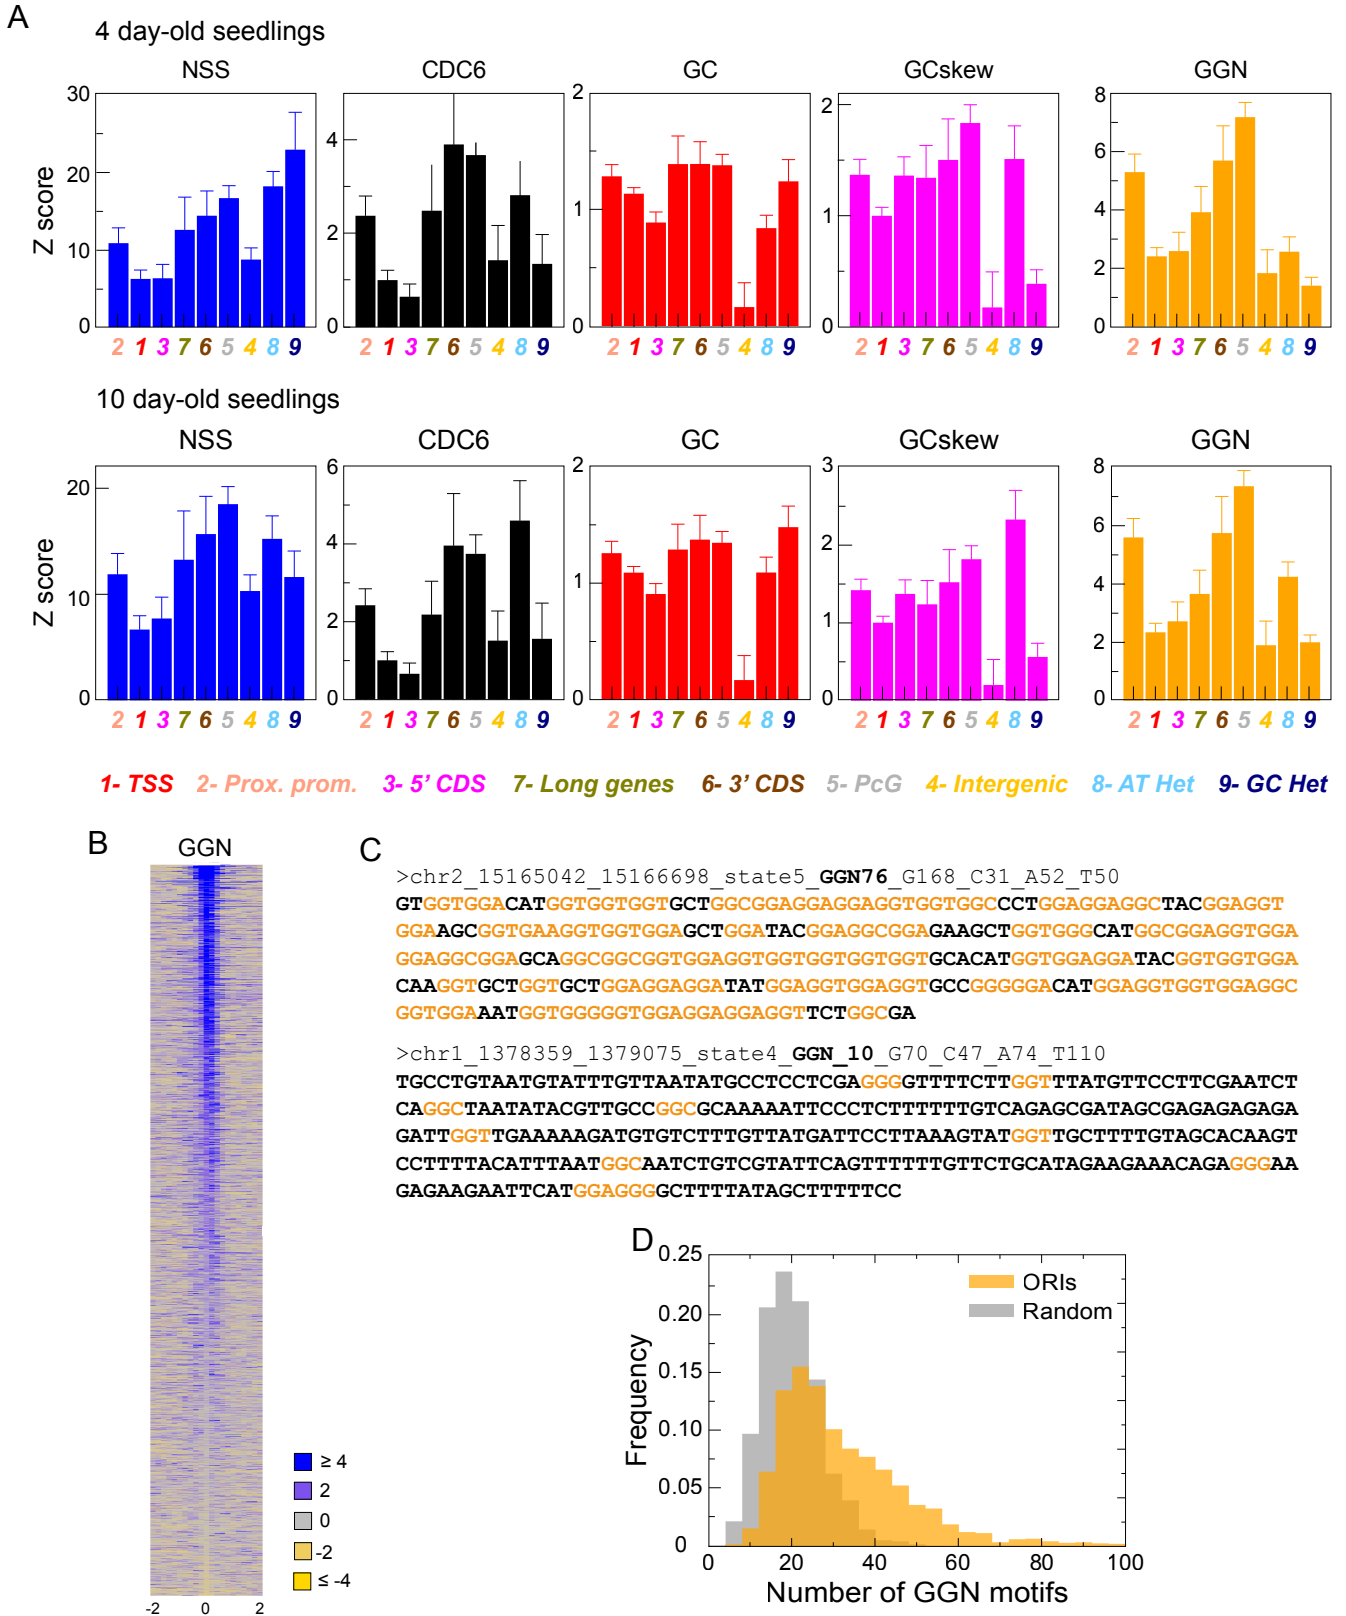 A
4 day-old seedlings
NSS CDC6 GC GCskew GGN
Z score
30 20 10 0
4 2 0
2 1 0
2 1 0
8 6 4 2 0
2 1 3 7 6 5 4 8 9
2 1 3 7 6 5 4 8 9
2 1 3 7 6 5 4 8 9
2 1 3 7 6 5 4 8 9
2 1 3 7 6 5 4 8 9
10 day-old seedlings
NSS CDC6 GC GCskew GGN
Z score
20 10 0
6 4 2 0
2 1 0
3 2 1 0
8 6 4 2 0
2 1 3 7 6 5 4 8 9
2 1 3 7 6 5 4 8 9
2 1 3 7 6 5 4 8 9
2 1 3 7 6 5 4 8 9
2 1 3 7 6 5 4 8 9
1- TSS 2- Prox. prom. 3- 5’ CDS 7- Long genes 6- 3’ CDS 5- PcG 4- Intergenic 8- AT Het 9- GC Het
B
GGN
≥ 4
2
0
-2
≤ -4
-2 0 2
C
>chr2_15165042_15166698_state5_GGN76_G168_C31_A52_T50
GTGGTGGACATGGTGGTGGTGCTGGCGGAGGAGGAGGTGGTGGCCCTGGAGGAGGCTACGGAGGT
GGAAGCGGTGAAGGTGGTGGAGCTGGATACGGAGGCGGAGAAGCTGGTGGGCATGGCGGAGGTGGA
GGAGGCGGAGCAGGCGGCGGTGGAGGTGGTGGTGGTGGTGCACATGGTGGAGGATACGGTGGTGGA
CAAGGTGCTGGTGCTGGAGGAGGATATGGAGGTGGAGGTGCCGGGGGACATGGAGGTGGTGGAGGC
GGTGGAAATGGTGGGGGTGGAGGAGGAGGTTCTGGCGA
>chr1_1378359_1379075_state4_GGN_10_G70_C47_A74_T110
TGCCTGTAATGTATTTGTTAATATGCCTCCTCGAGGGGTTTTCTTGGTTTATGTTCCTTCGAATCT
CAGGCTAATATACGTTGCCGGCGCAAAAATTCCCTCTTTTTTGTCAGAGCGATAGCGAGAGAGAGA
GATTGGTTGAAAAAGATGTGTCTTTGTTATGATTCCTTAAAGTATGGTTGCTTTTGTAGCACAAGT
CCTTTTACATTTAATGGCAATCTGTCGTATTCAGTTTTTTGTTCTGCATAGAAGAAACAGAGGGAA
GAGAAGAATTCATGGAGGGGCTTTTATAGCTTTTTCC
D
Frequency
0.25
0.20
0.15
0.10
0.05
0
ORIs
Random
0 20 40 60 80 100
Number of GGN motifs